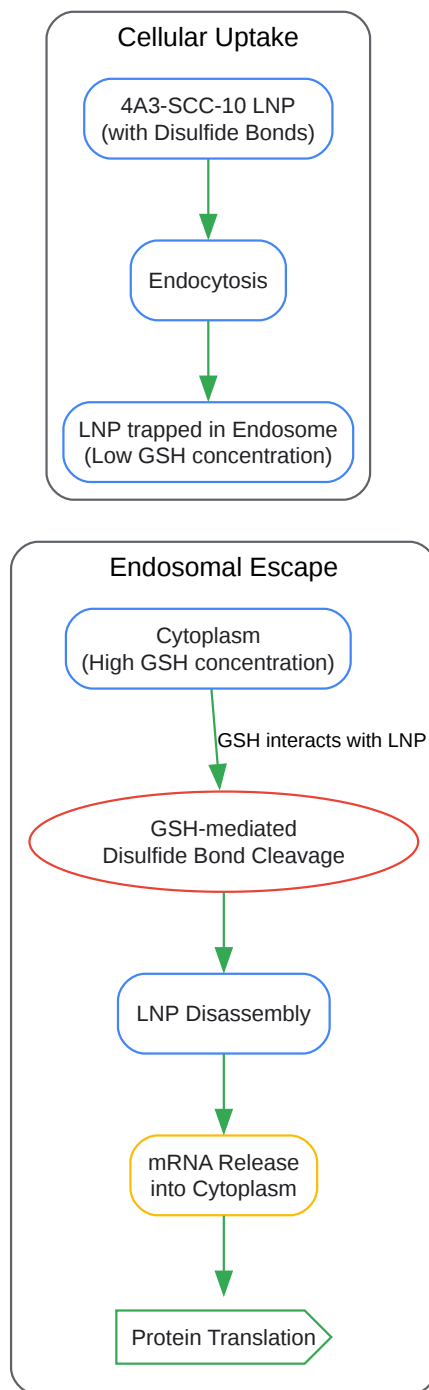 Cellular Uptake
4A3-SCC-10 LNP
(with Disulfide Bonds)
Endocytosis
LNP trapped in Endosome
(Low GSH concentration)
Endosomal Escape
Cytoplasm
(High GSH concentration)
GSH interacts with LNP
GSH-mediated
Disulfide Bond Cleavage
LNP Disassembly
mRNA Release
into Cytoplasm
Protein Translation